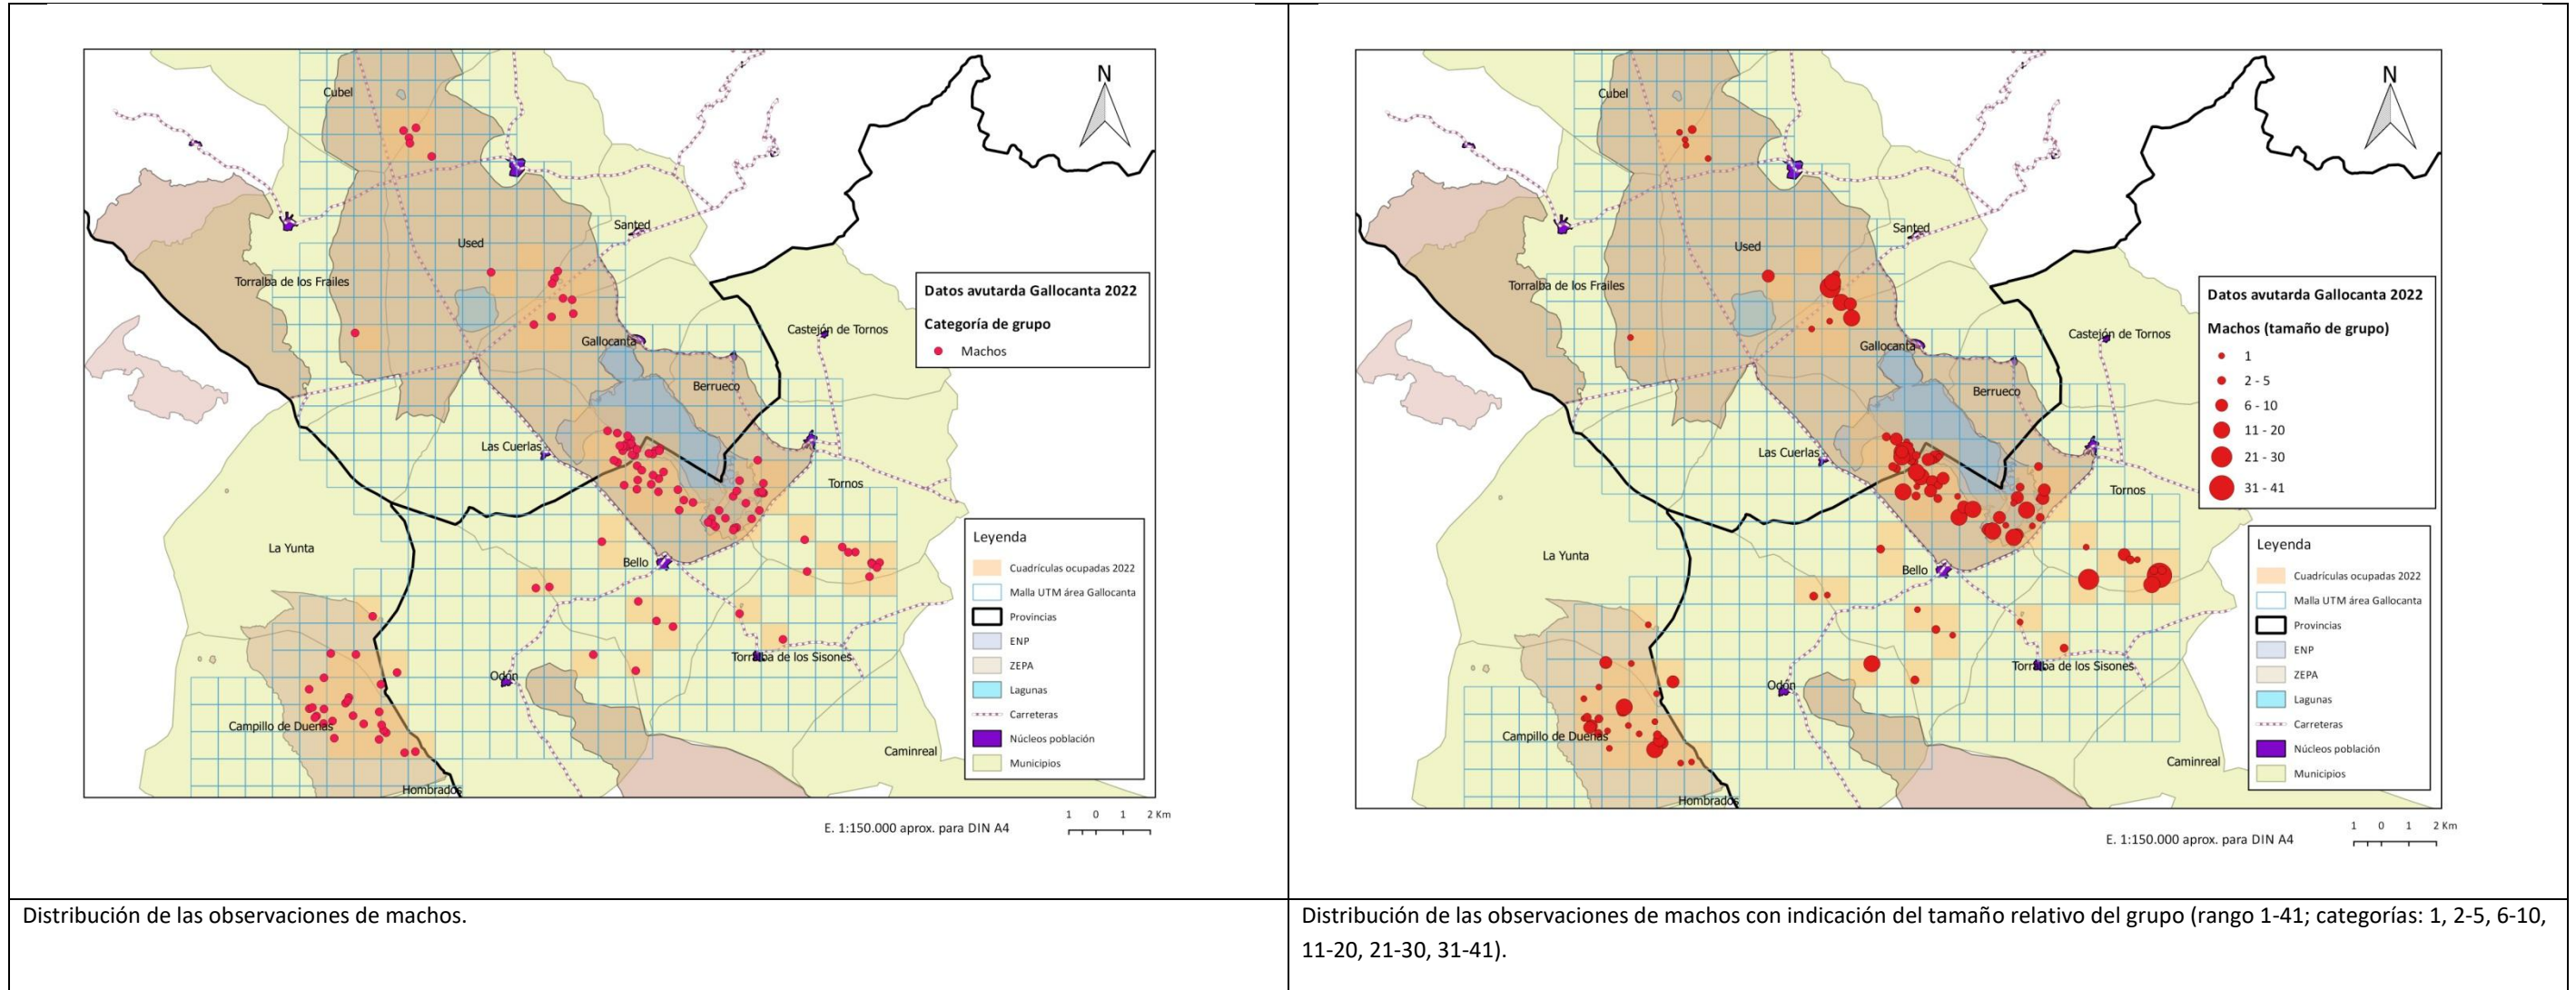 Cubel
N
Santed
Used
Torralba de los Frailes
Datos avutarda Gallocanta 2022
Categoría de grupo
Machos
Castejón de Tornos
Gallocanta
Berrueco
Las Cuerlas
Tornos
La Yunta
Bello
Leyenda
Cuadrículas ocupadas 2022
Malla UTM área Gallocanta
Provincias
ENP
ZEPA
Lagunas
Carreteras
Núcleos población
Municipios
Torralba de los Sisones
Odón
Campillo de Dueñas
Caminreal
Hombrados
E. 1:150.000 aprox. para DIN A4
1 0 1 2 Km
Distribución de las observaciones de machos.
Cubel
N
Santed
Used
Torralba de los Frailes
Datos avutarda Gallocanta 2022
Machos (tamaño de grupo)
1
2 - 5
6 - 10
11 - 20
21 - 30
31 - 41
Castejón de Tornos
Gallocanta
Berrueco
Las Cuerlas
Tornos
La Yunta
Bello
Leyenda
Cuadrículas ocupadas 2022
Malla UTM área Gallocanta
Provincias
ENP
ZEPA
Lagunas
Carreteras
Núcleos población
Municipios
Torralba de los Sisones
Odón
Campillo de Dueñas
Caminreal
Hombrados
E. 1:150.000 aprox. para DIN A4
1 0 1 2 Km
Distribución de las observaciones de machos con indicación del tamaño relativo del grupo (rango 1-41; categorías: 1, 2-5, 6-10,
11-20, 21-30, 31-41).